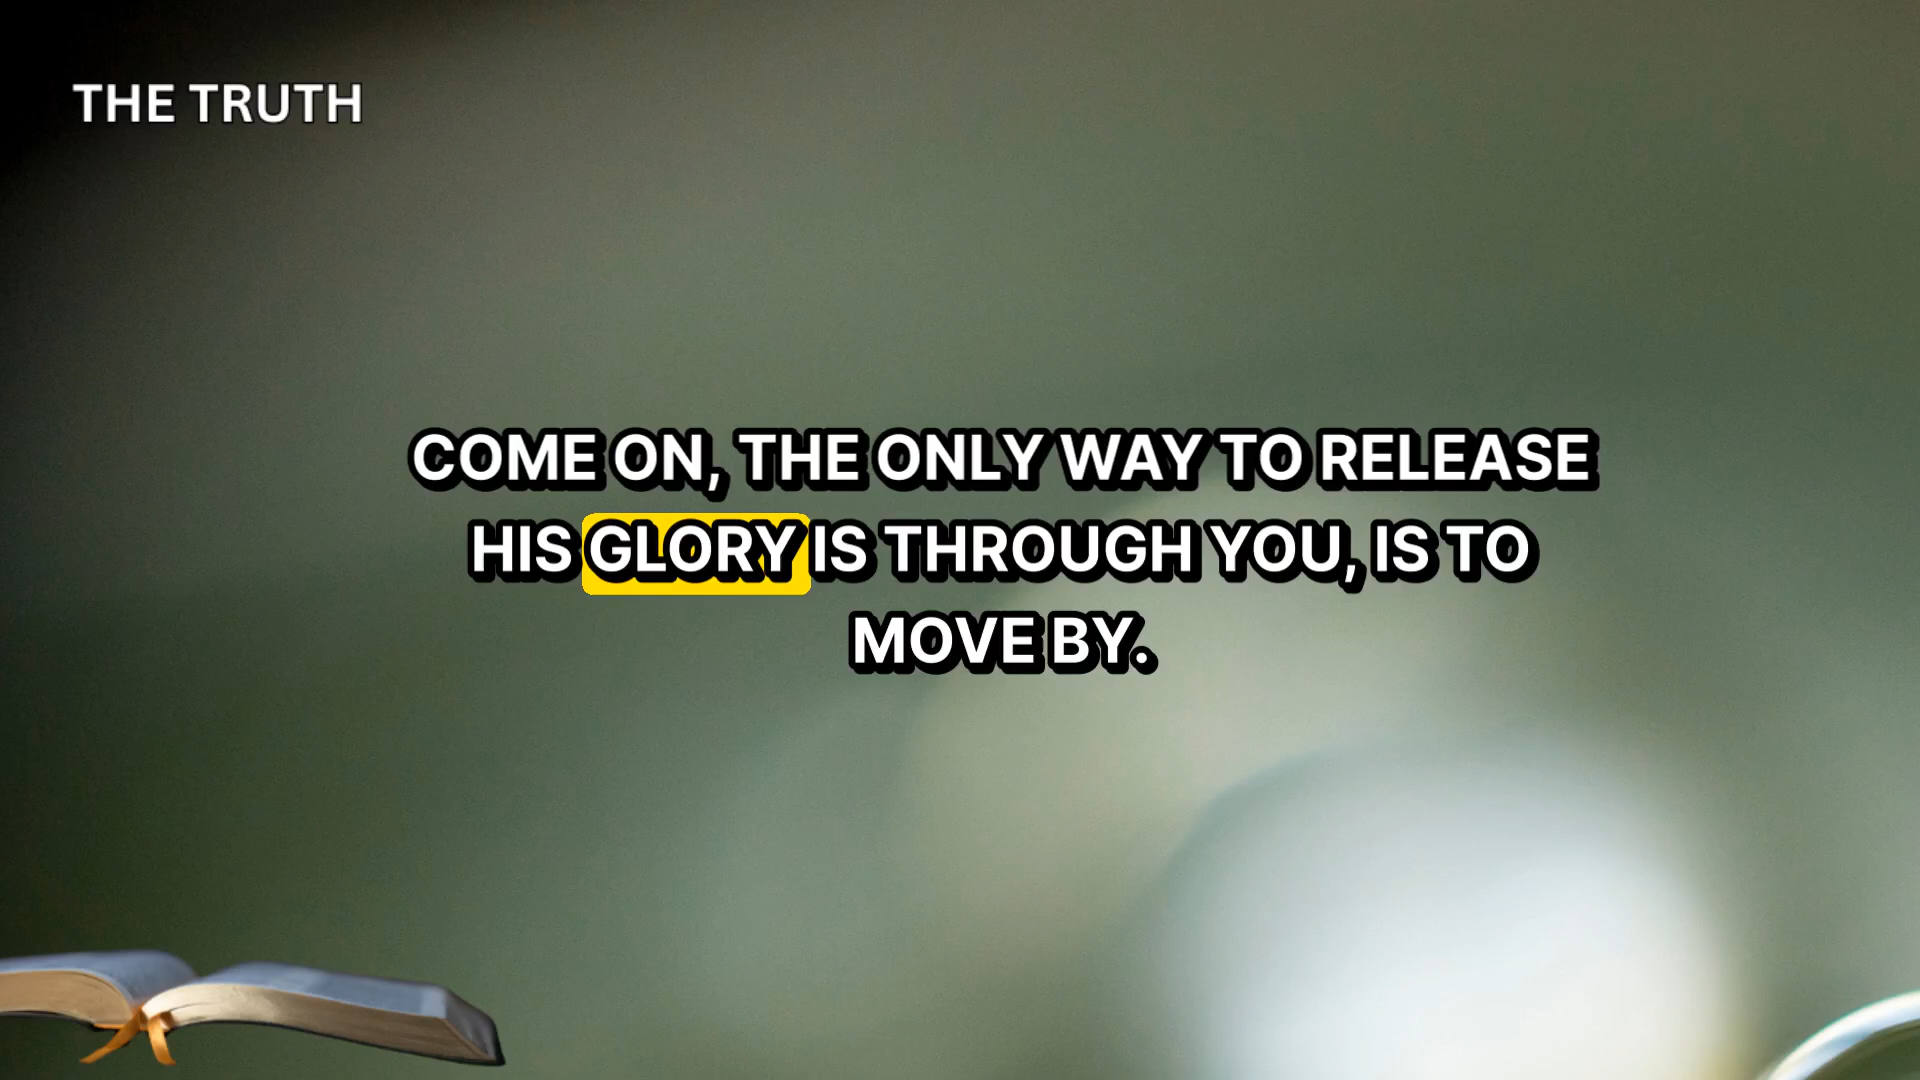 THE TRUTH
COME ON, THE ONLY WAY TO RELEASE
HIS GLORY IS THROUGH YOU, IS TO
MOVE BY.